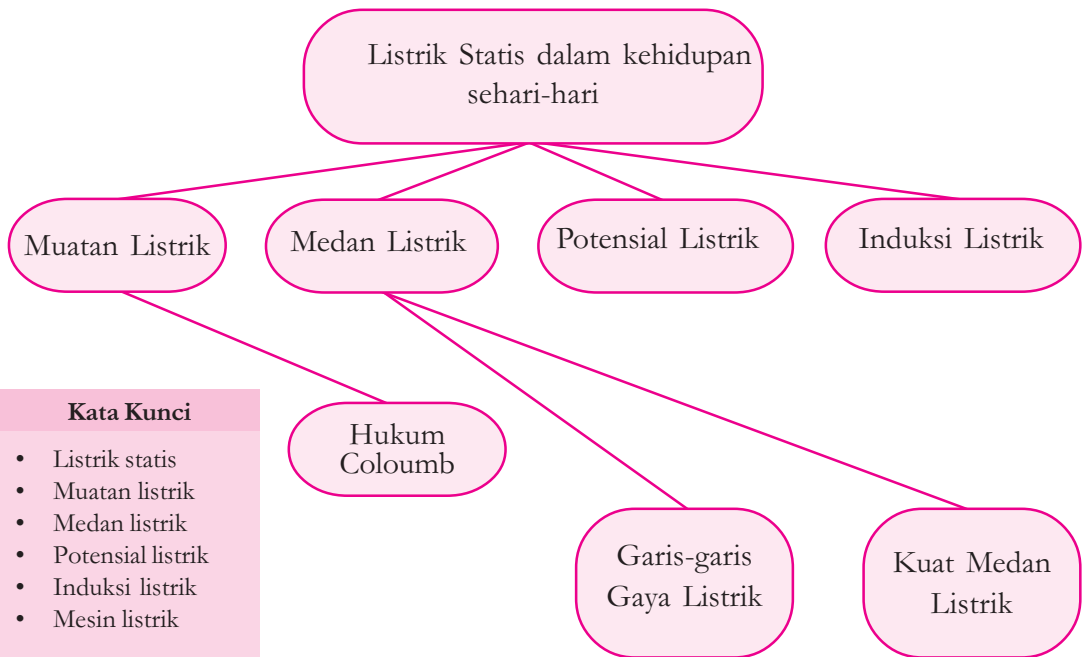 Listrik Statis dalam kehidupan
sehari-hari
Muatan Listrik
Medan Listrik
Potensial Listrik
Induksi Listrik
Hukum
Coloumb
Garis-garis
Gaya Listrik
Kuat Medan
Listrik
Kata Kunci
• Listrik statis
• Muatan listrik
• Medan listrik
• Potensial listrik
• Induksi listrik
• Mesin listrik